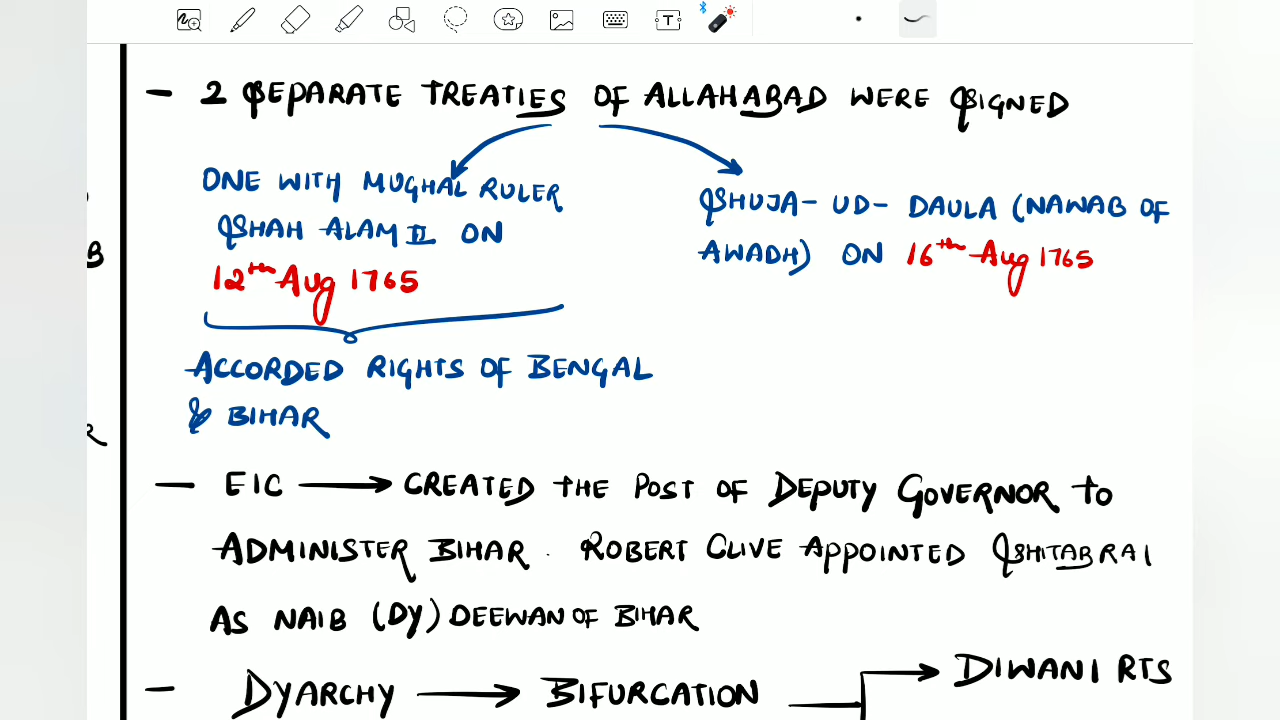 - 2 SEPARATE TREATIES OF ALLAHABAD WERE SIGNED
ONE WITH MUGHAL RULER
SHAH ALAM II ON
12th Aug 1765
SHUJA-UD-DAULA (NAWAB OF
AWADH) ON 16th Aug 1765
ACCORDED RIGHTS OF BENGAL
& BIHAR
- EIC → CREATED THE POST OF DEPUTY GOVERNOR TO
ADMINISTER BIHAR. ROBERT CLIVE APPOINTED SHITAB RAI
AS NAIB (DY) DEEWAN OF BIHAR
- DYARCHY → BIFURCATION → DIWANI RTS